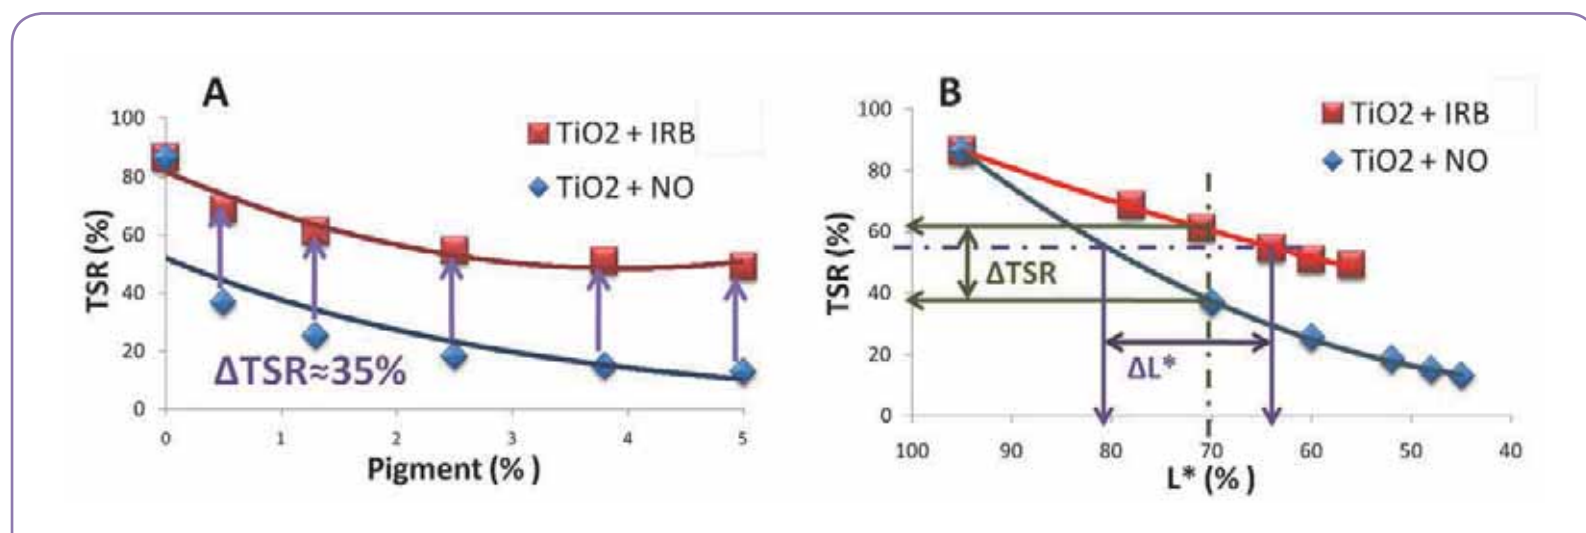 A
TSR (%)
100
80
60
40
20
0
TiO2 + IRB
TiO2 + NO
ΔTSR≈35%
0 1 2 3 4 5
Pigment (% )
B
TSR (%)
100
80
60
40
20
0
TiO2 + IRB
TiO2 + NO
ΔTSR
ΔL*
100 90 80 70 60 50 40
L* (% )